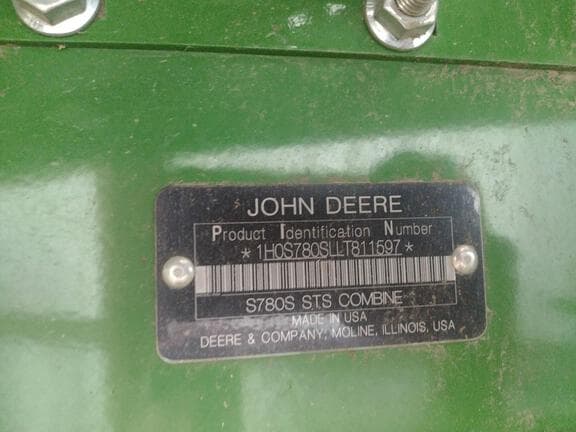 JOHN DEERE
Product Identification Number
*1H0S780SLLT811597*
S780S STS COMBINE
MADE IN USA
DEERE & COMPANY, MOLINE, ILLINOIS, USA